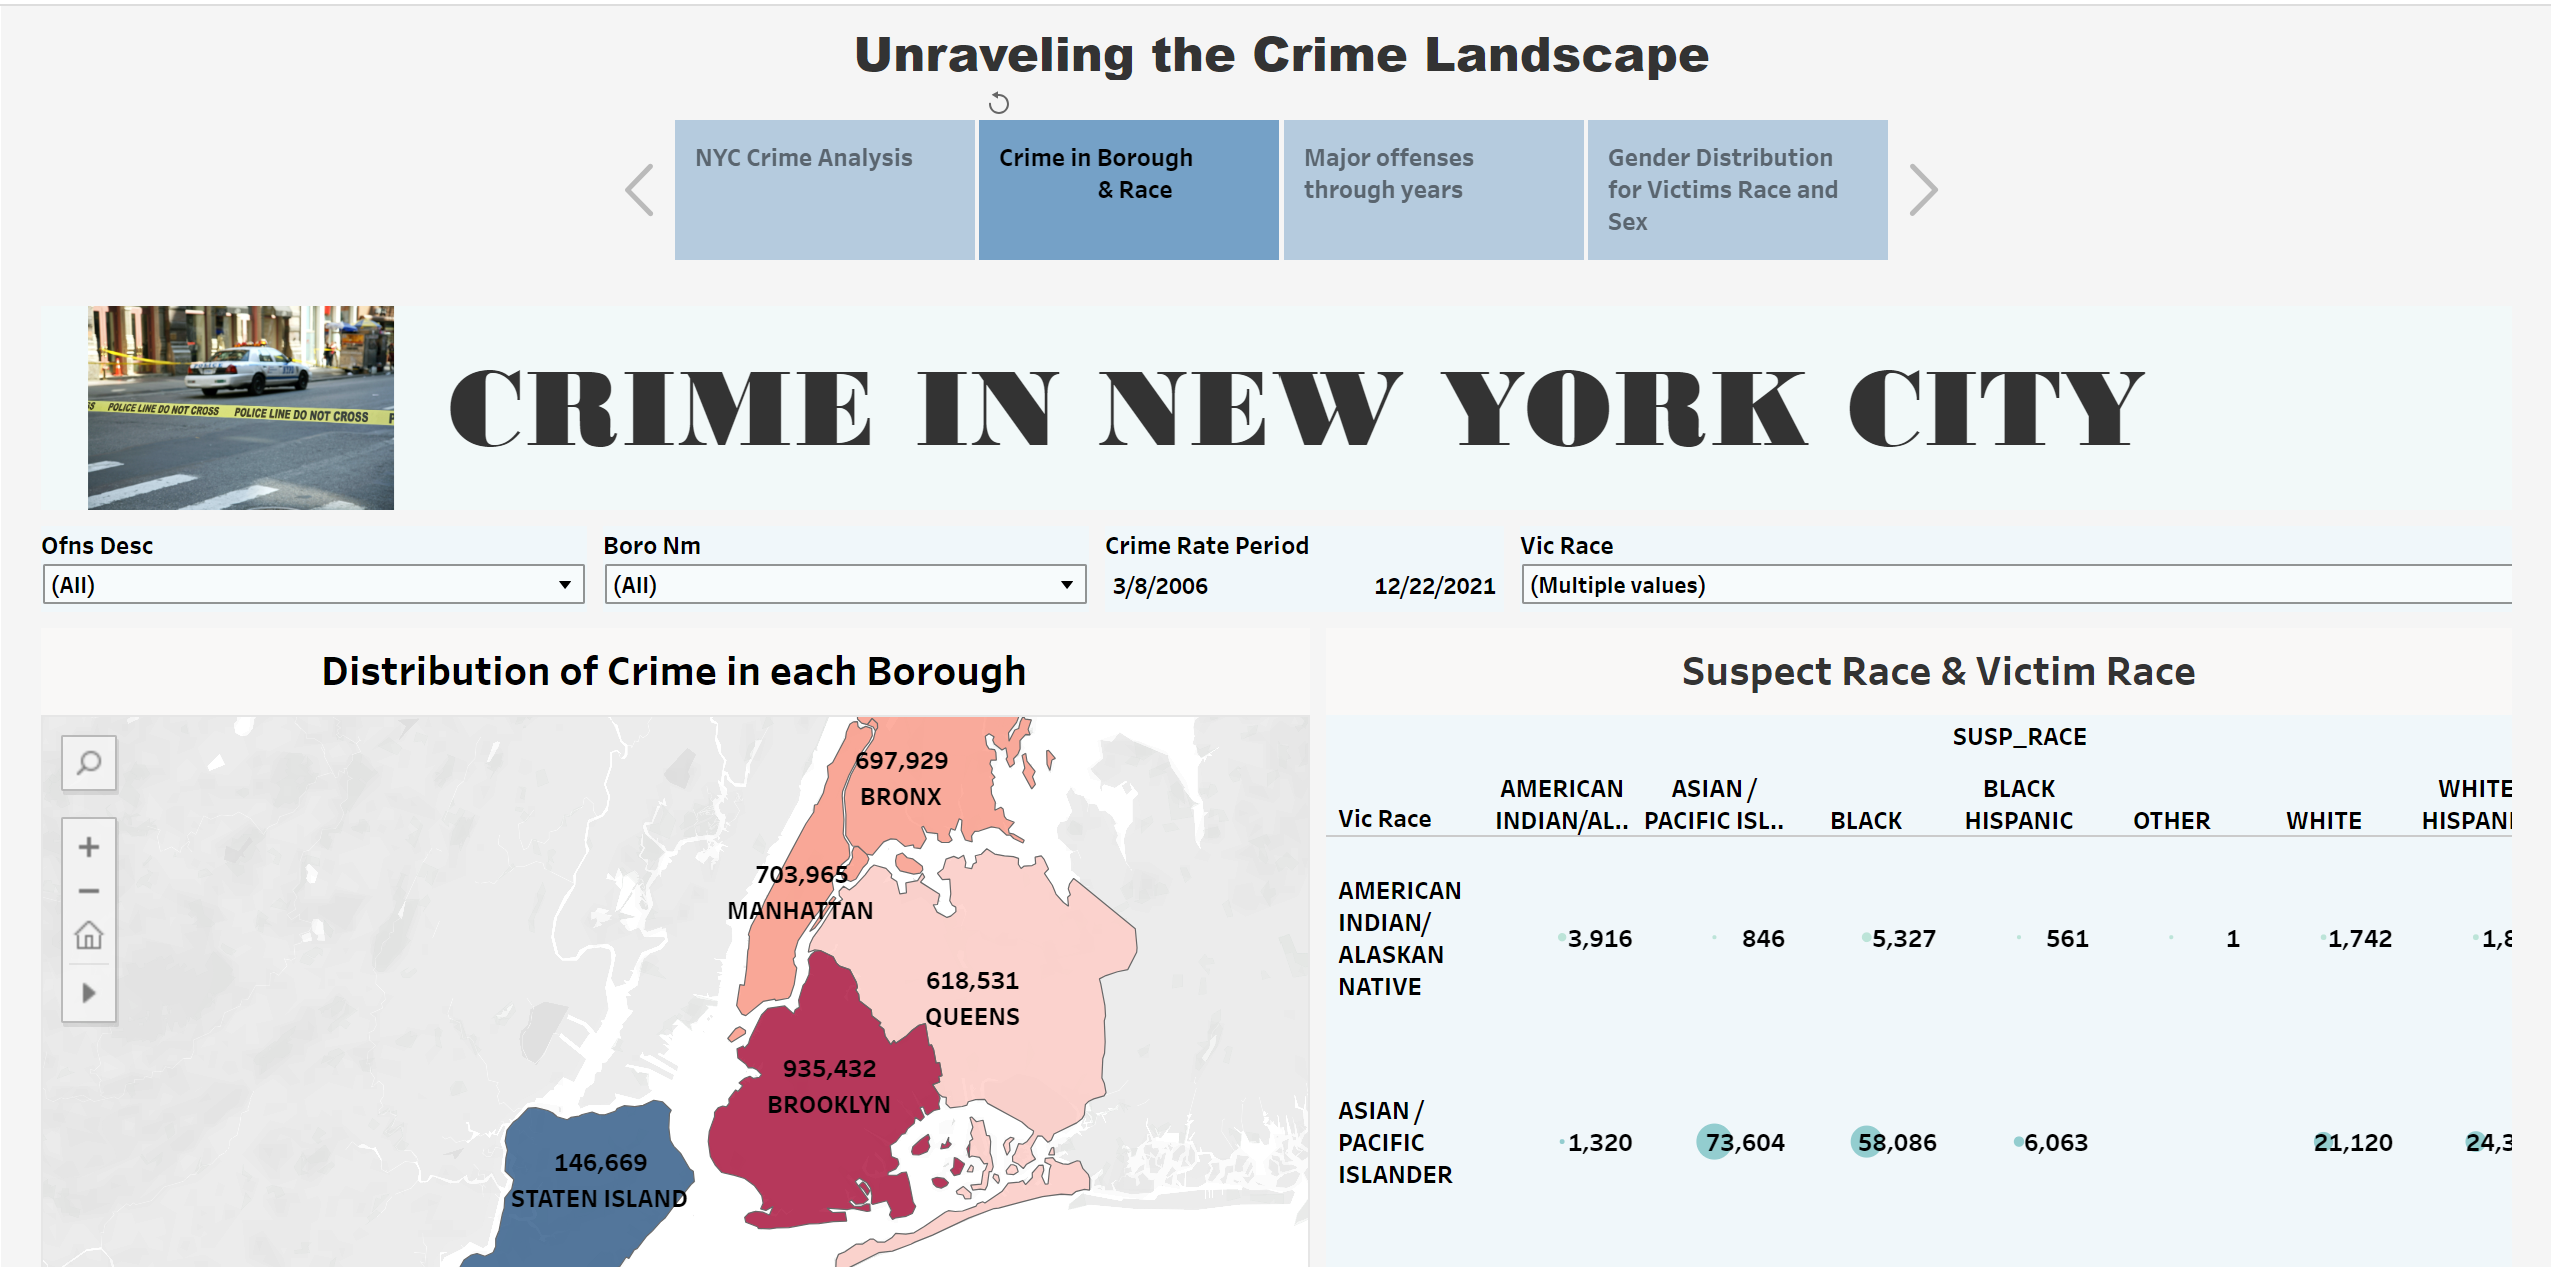 Unraveling the Crime Landscape
NYC Crime Analysis
Crime in Borough
& Race
Major offenses
through years
Gender Distribution
for Victims Race and
Sex
POLICE LINE DO NOT CROSS POLICE LINE DO NOT CROSS
CRIME IN NEW YORK CITY
Ofns Desc
(All)
Boro Nm
(All)
Crime Rate Period
3/8/2006 12/22/2021
Vic Race
(Multiple values)
Distribution of Crime in each Borough
697,929
BRONX
703,965
MANHATTAN
618,531
QUEENS
935,432
BROOKLYN
146,669
STATEN ISLAND
Suspect Race & Victim Race
SUSP_RACE
Vic Race
AMERICAN
INDIAN/AL..
ASIAN /
PACIFIC ISL..
BLACK
BLACK
HISPANIC
OTHER
WHITE
WHITE
HISPANI
AMERICAN
INDIAN/
ALASKAN
NATIVE
3,916 846 5,327 561 1 1,742 1,8
ASIAN /
PACIFIC
ISLANDER
1,320 73,604 58,086 6,063 21,120 24,3